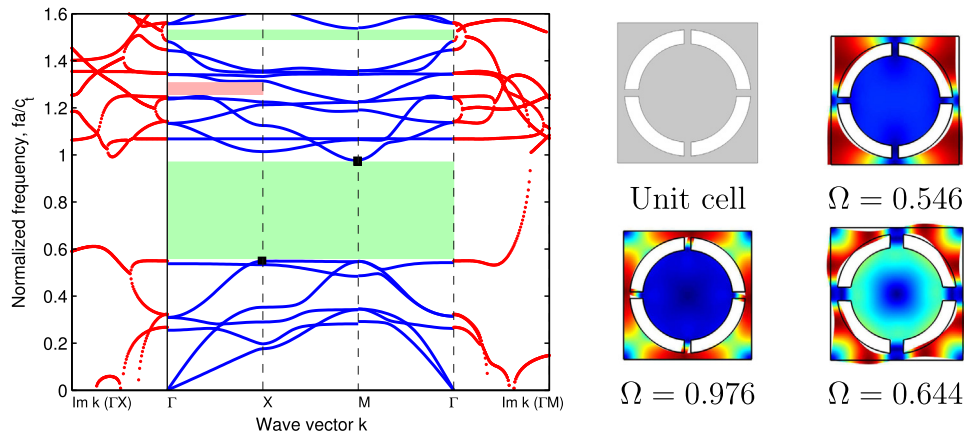 1.6
1.4
1.2
1
0.8
0.6
0.4
0.2
0
Normalized frequency, fa/c_t
Im k (ΓX)
Γ
X
M
Γ
Im k (ΓM)
Wave vector k
Unit cell
Ω = 0.546
Ω = 0.976
Ω = 0.644